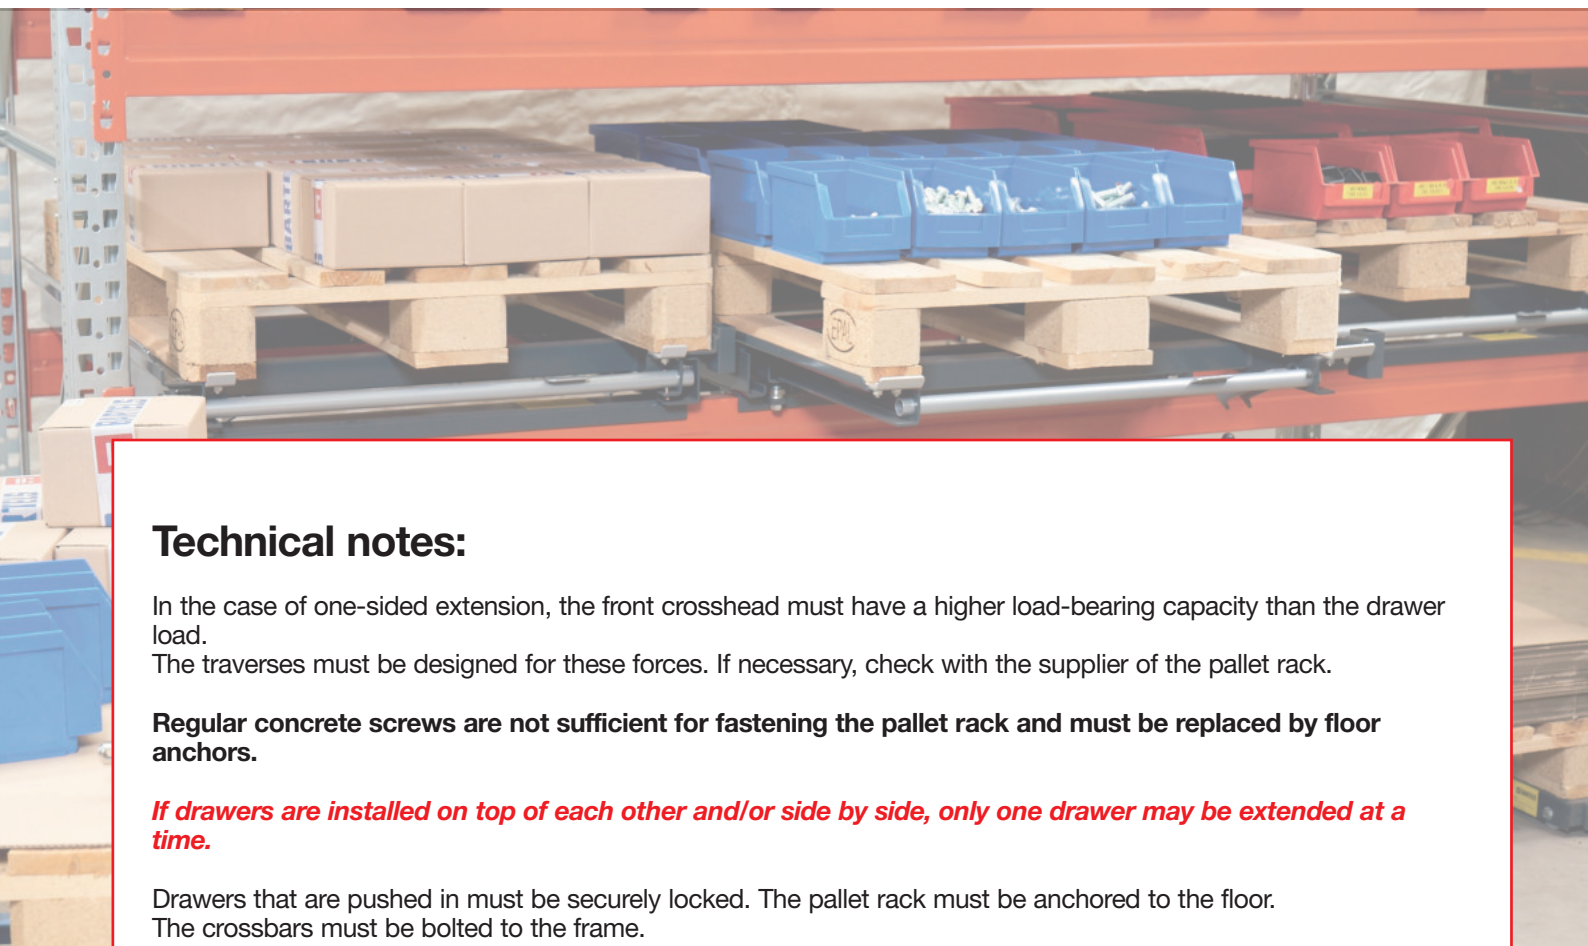 EPAL
Technical notes:
In the case of one-sided extension, the front crosshead must have a higher load-bearing capacity than the drawer
load.
The traverses must be designed for these forces. If necessary, check with the supplier of the pallet rack.
Regular concrete screws are not sufficient for fastening the pallet rack and must be replaced by floor
anchors.
If drawers are installed on top of each other and/or side by side, only one drawer may be extended at a
time.
Drawers that are pushed in must be securely locked. The pallet rack must be anchored to the floor.
The crossbars must be bolted to the frame.